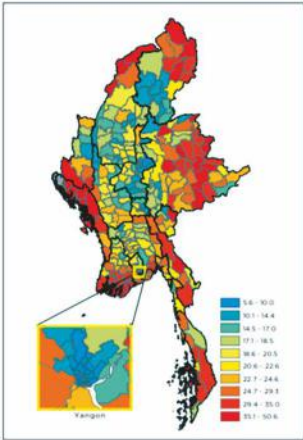 5.6 - 10.0
10.1 - 14.4
14.5 - 17.0
17.1 - 18.5
18.6 - 20.5
20.6 - 22.6
22.7 - 24.6
24.7 - 29.3
29.4 - 35.0
35.1 - 50.6
Yangon